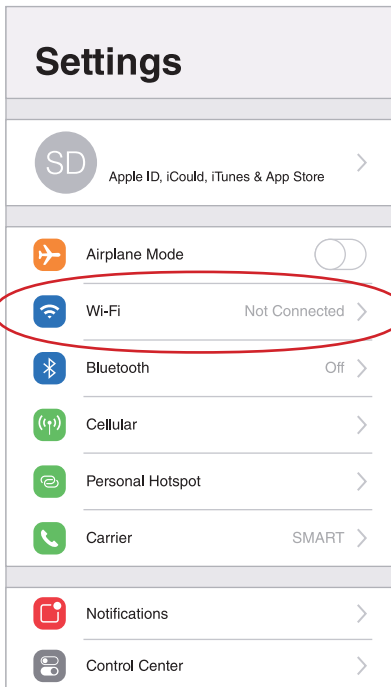 Settings
SD
Apple ID, iCould, iTunes & App Store
Airplane Mode
Wi-Fi Not Connected
Bluetooth Off
Cellular
Personal Hotspot
Carrier SMART
Notifications
Control Center